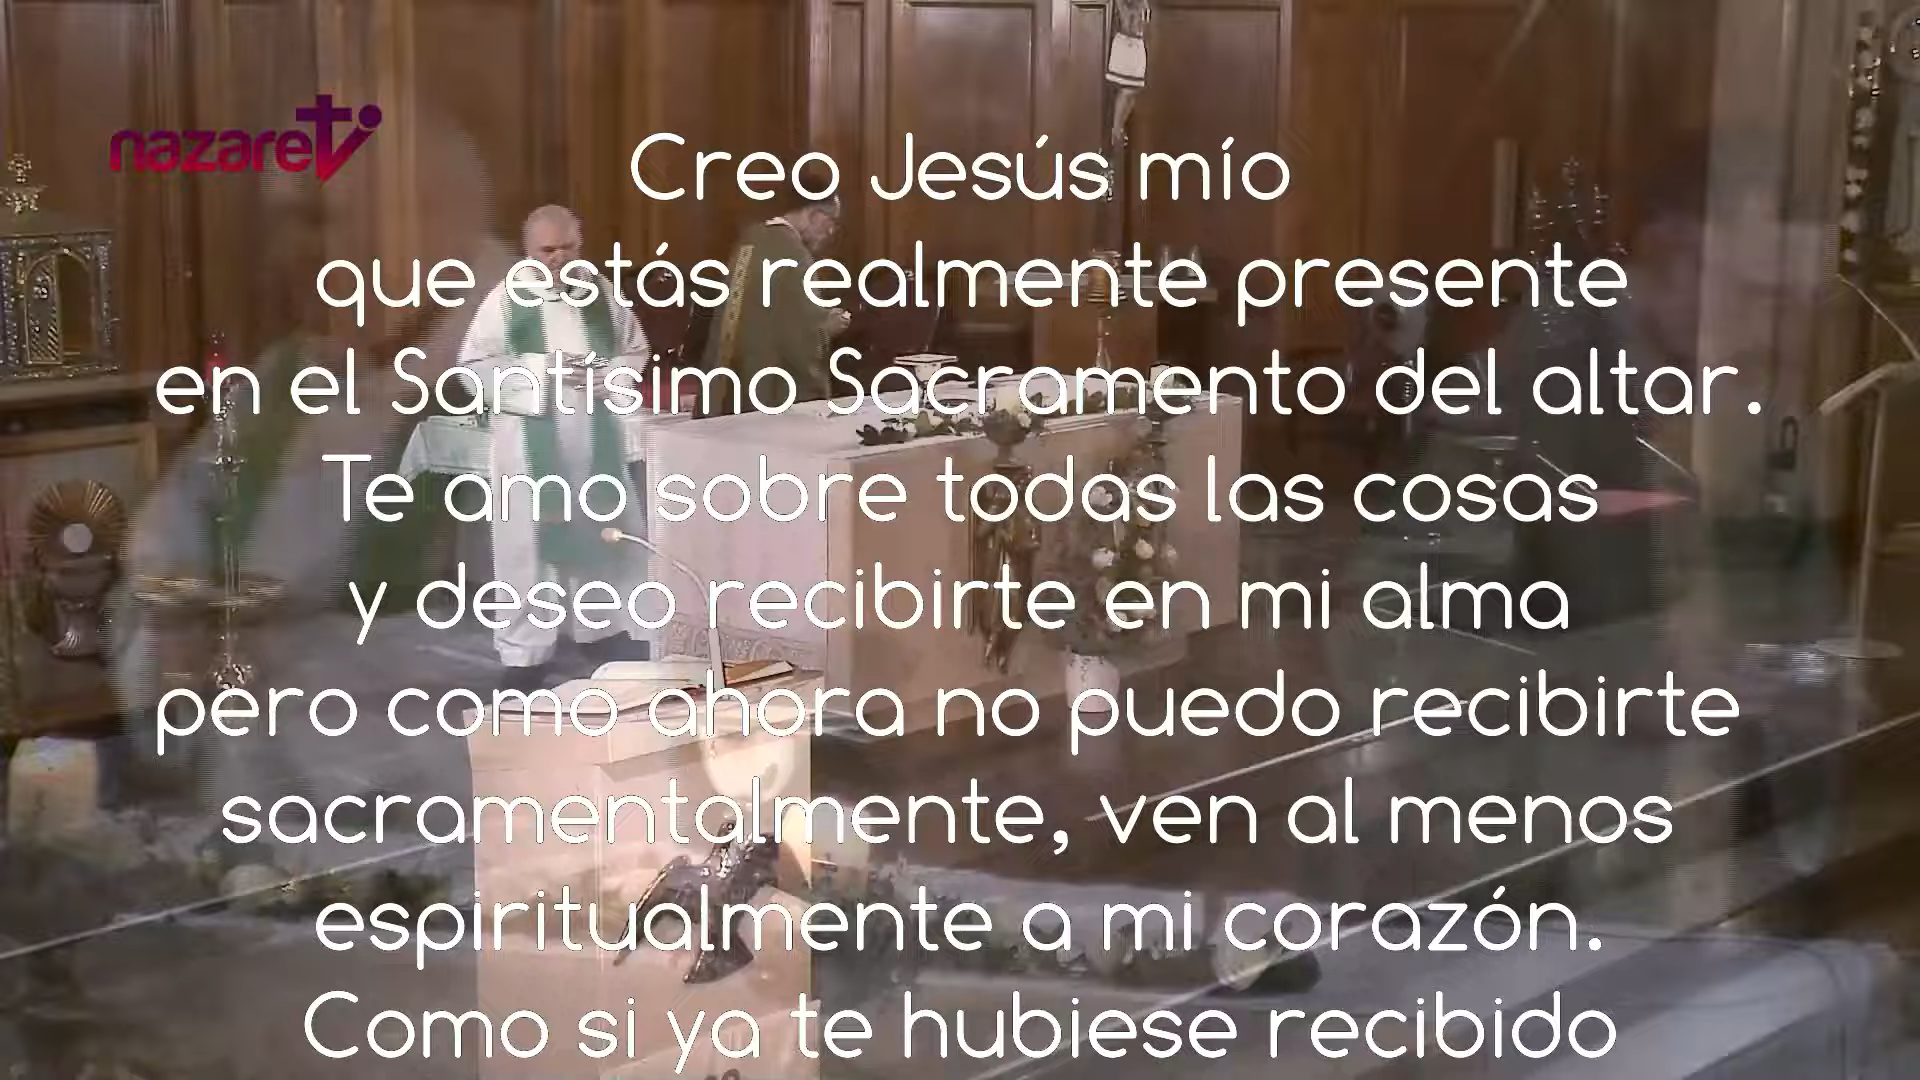 nazaretv
Creo Jesús mío
que estás realmente presente
en el Santísimo Sacramento del altar.
Te amo sobre todas las cosas
y deseo recibirte en mi alma
pero como ahora no puedo recibirte
sacramentalmente, ven al menos
espiritualmente a mi corazón.
Como si ya te hubiese recibido